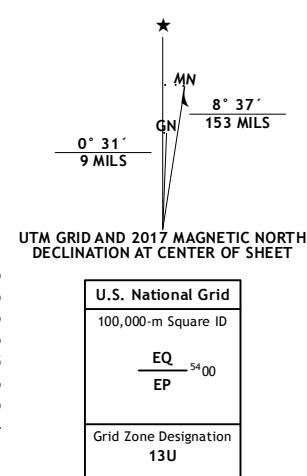 ★
MN
8° 37´
153 MILS
GN
0° 31´
9 MILS
UTM GRID AND 2017 MAGNETIC NORTH
DECLINATION AT CENTER OF SHEET
U.S. National Grid
100,000-m Square ID
EQ
5400
EP
Grid Zone Designation
13U